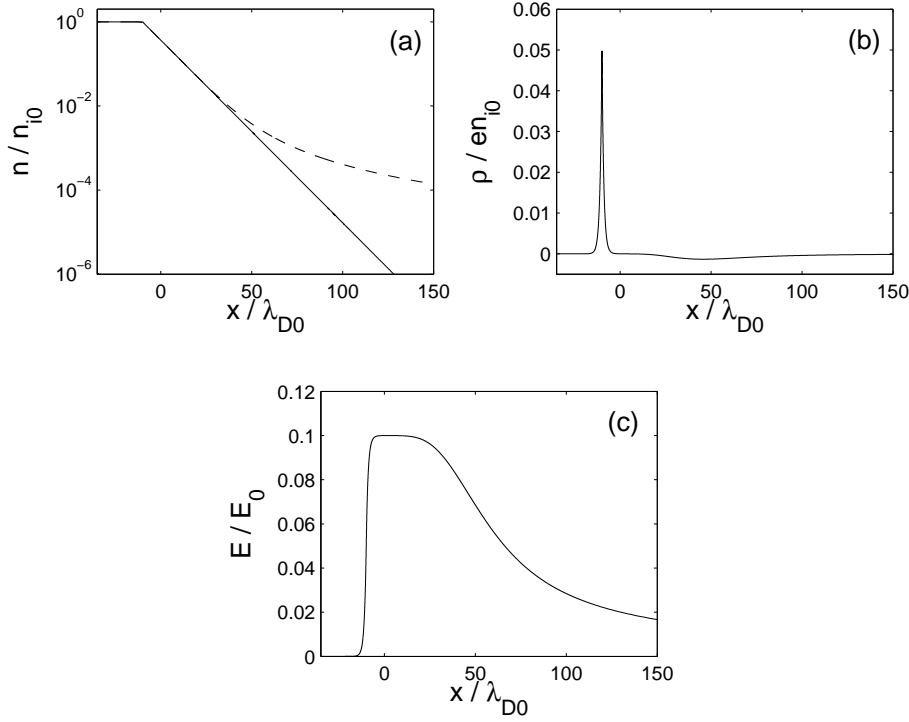 (a)
n / n_i0
10^0
10^-2
10^-4
10^-6
0 50 100 150
x / λ_D0
(b)
ρ / en_i0
0.06
0.05
0.04
0.03
0.02
0.01
0
0 50 100 150
x / λ_D0
(c)
E / E_0
0.12
0.1
0.08
0.06
0.04
0.02
0
0 50 100 150
x / λ_D0